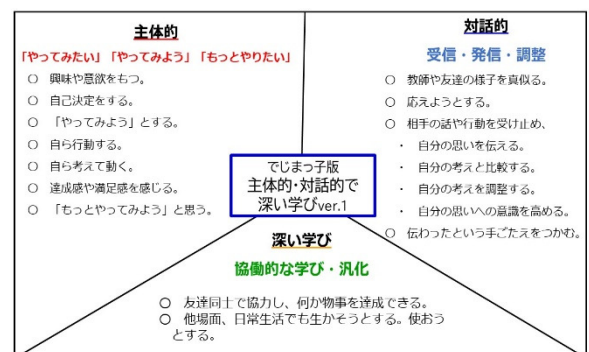 主体的
「やってみたい」「やってみよう」「もっとやりたい」
○ 興味や意欲をもつ。
○ 自己決定をする。
○ 「やってみよう」とする。
○ 自ら行動する。
○ 自ら考えて動く。
○ 達成感や満足感を感じる。
○ 「もっとやってみよう」と思う。
対話的
受信・発信・調整
○ 教師や友達の様子を真似る。
○ 応えようとする。
○ 相手の話や行動を受け止め、
・ 自分の思いを伝える。
・ 自分の考えと比較する。
・ 自分の考えを調整する。
・ 自分の思いへの意識を高める。
○ 伝わったという手ごたえをつかむ。
でじまっ子版
主体的・対話的で
深い学びver.1
深い学び
協働的な学び・汎化
○ 友達同士で協力し、何か物事を達成できる。
○ 他場面、日常生活でも生かそうとする。使おう
とする。